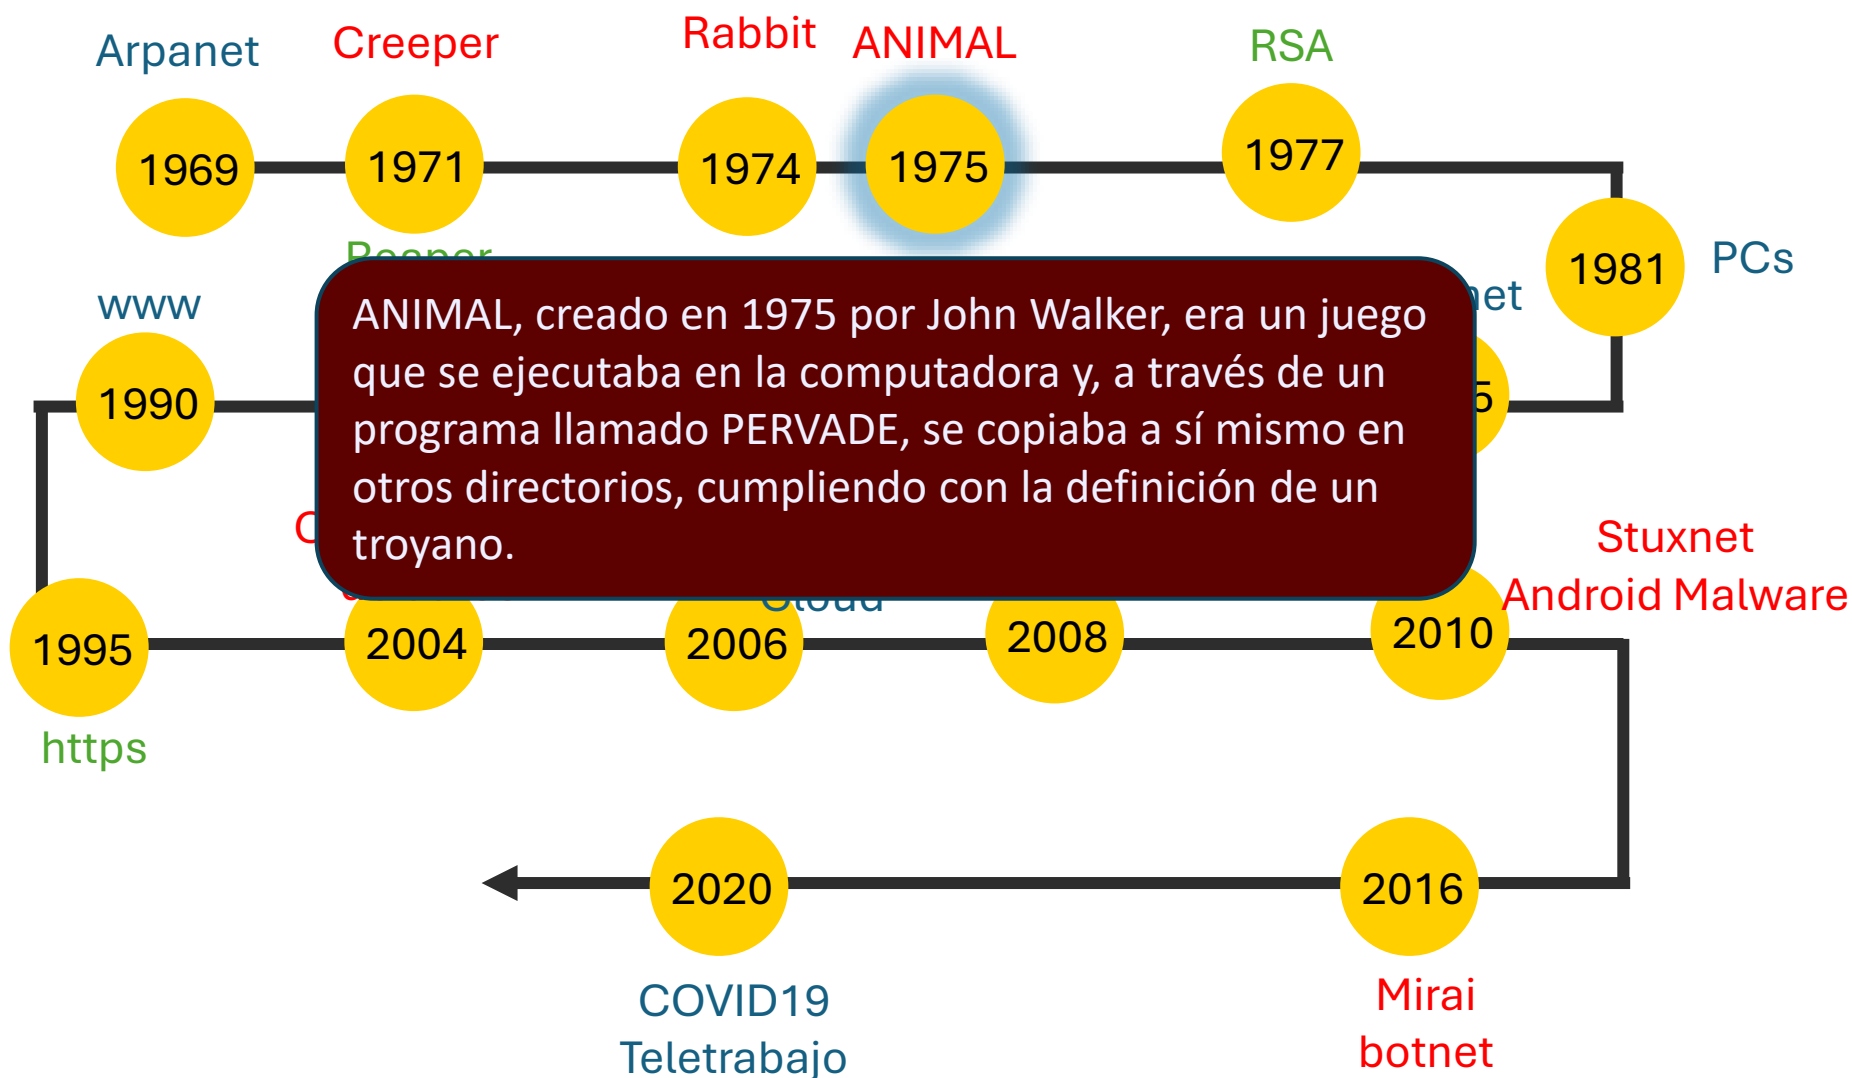 Arpanet
Creeper
Rabbit
ANIMAL
RSA
1969
1971
1974
1975
1977
1981
PCs
www
1990
ANIMAL, creado en 1975 por John Walker, era un juego
que se ejecutaba en la computadora y, a través de un
programa llamado PERVADE, se copiaba a sí mismo en
otros directorios, cumpliendo con la definición de un
troyano.
Stuxnet
Android Malware
Cloud
1995
2004
2006
2008
2010
https
2020
2016
COVID19
Teletrabajo
Mirai
botnet